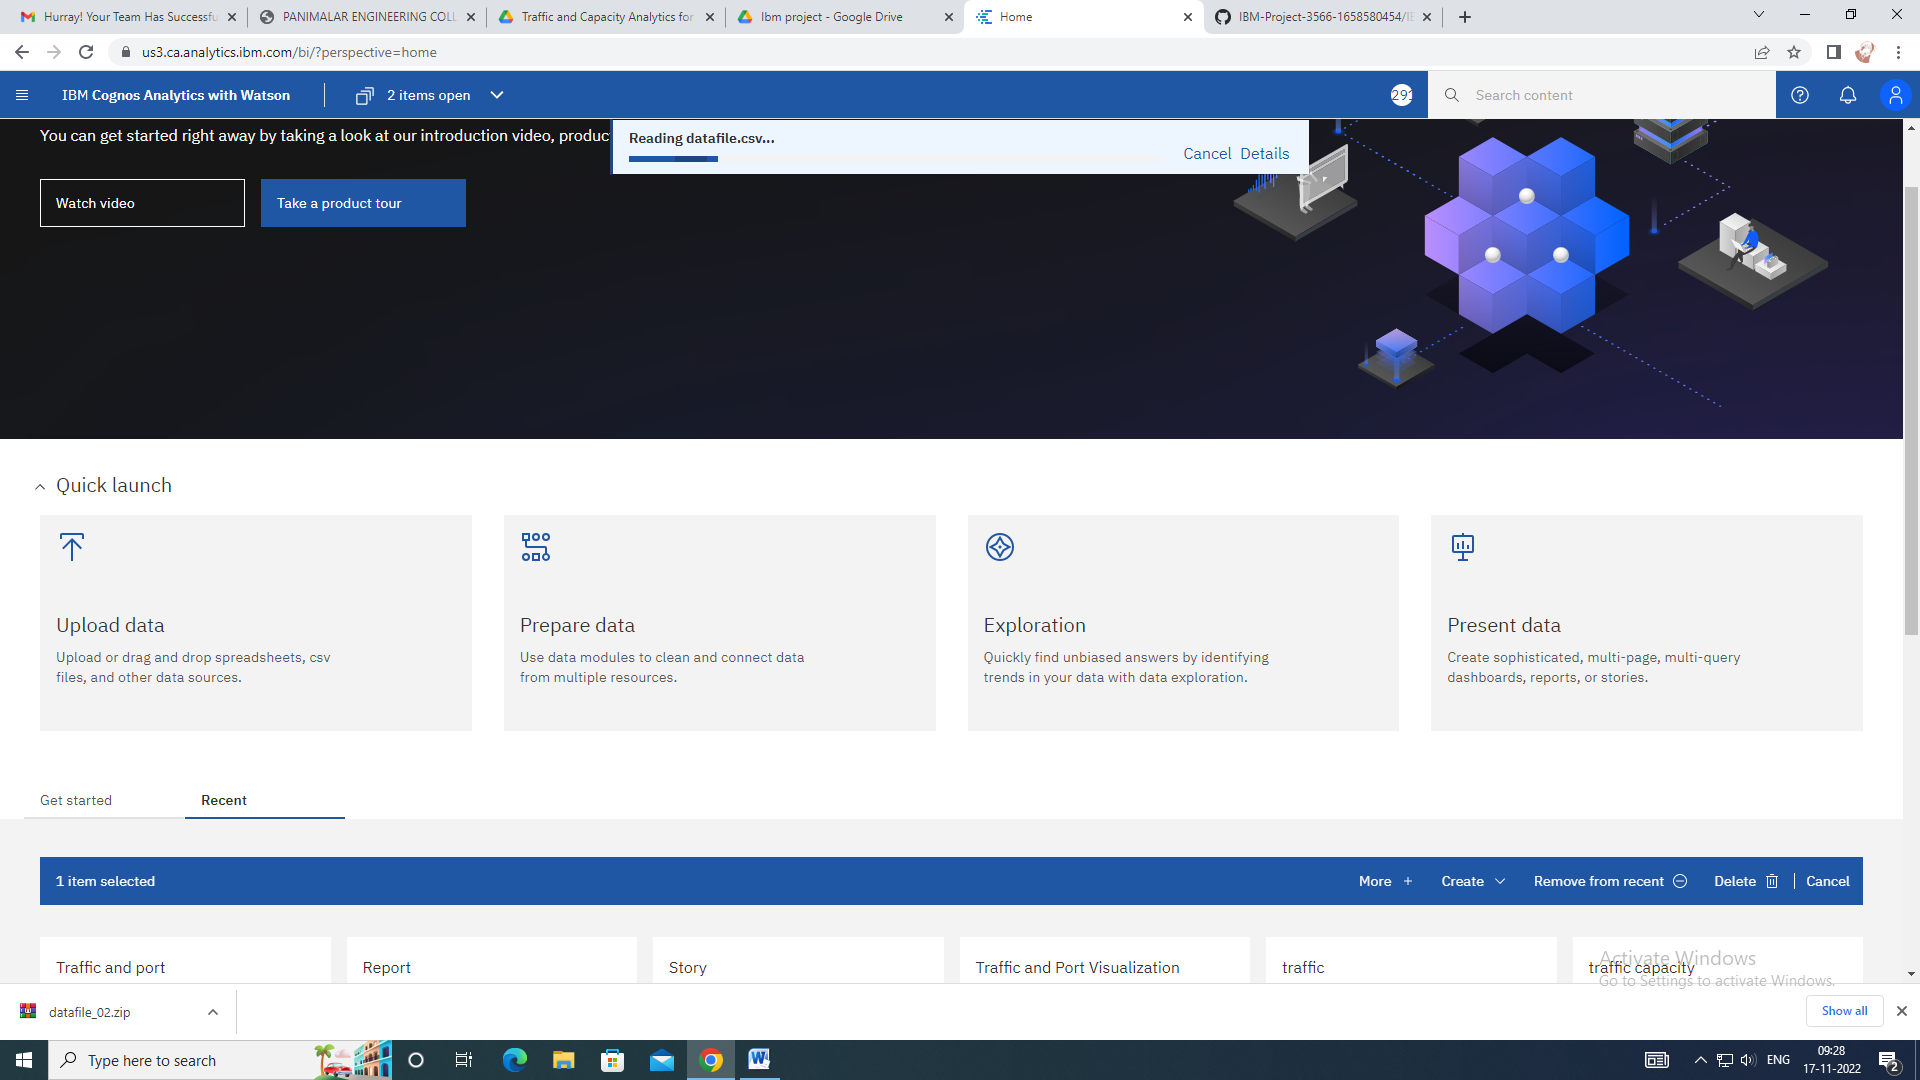 Hurray! Your Team Has Successfu
PANIMALAR ENGINEERING COLL
Traffic and Capacity Analytics for
Ibm project - Google Drive
Home
IBM-Project-3566-1658580454/IB
us3.ca.analytics.ibm.com/bi/?perspective=home
IBM Cognos Analytics with Watson
2 items open
291
Search content
You can get started right away by taking a look at our introduction video, produc
Reading datafile.csv...
Cancel Details
Watch video
Take a product tour
Quick launch
Upload data
Upload or drag and drop spreadsheets, csv
files, and other data sources.
Prepare data
Use data modules to clean and connect data
from multiple resources.
Exploration
Quickly find unbiased answers by identifying
trends in your data with data exploration.
Present data
Create sophisticated, multi-page, multi-query
dashboards, reports, or stories.
Get started
Recent
1 item selected
More
Create
Remove from recent
Delete
Cancel
Traffic and port
Report
Story
Traffic and Port Visualization
traffic
traffic capacity
Activate Windows
Go to Settings to activate Windows.
datafile_02.zip
Show all
Type here to search
ENG
09:28
17-11-2022
2